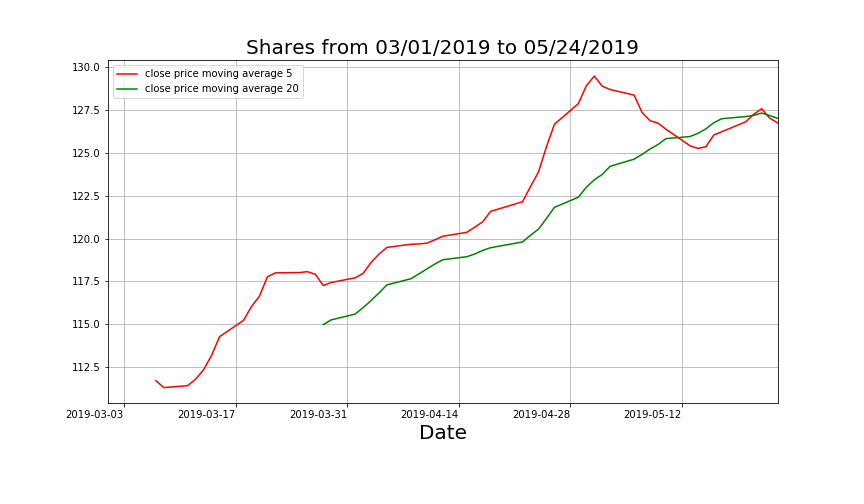 Shares from 03/01/2019 to 05/24/2019
close price moving average 5
close price moving average 20
130.0
127.5
125.0
122.5
120.0
117.5
115.0
112.5
2019-03-03 2019-03-17 2019-03-31 2019-04-14 2019-04-28 2019-05-12
Date